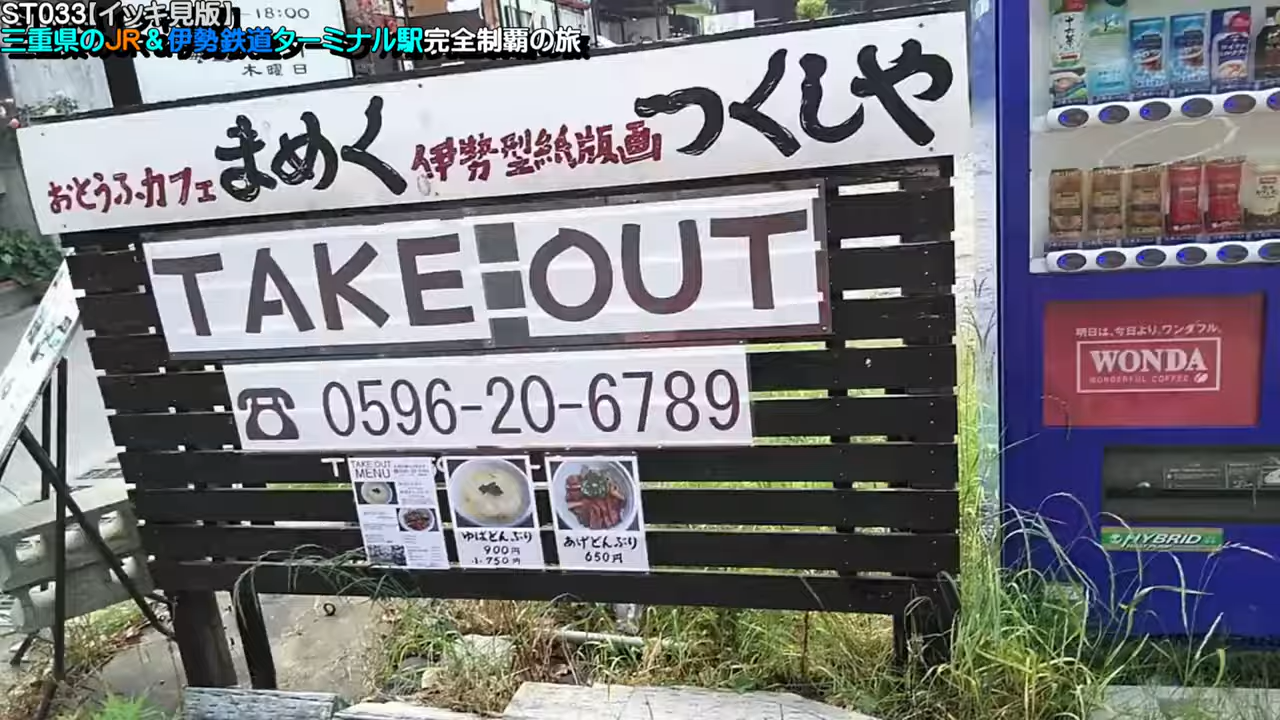 ST033【イッキ見版】
三重県のJR&伊勢鉄道ターミナル駅完全制覇の旅
18:00
木曜日
おとうふカフェ まめく 伊勢型紙版画 つくしや
TAKE OUT
0596-20-6789
TAKE OUT
MENU
ゆばどんぶり
900円
750円
あげどんぶり
650円
明日は、今日より、ワンダフル。
WONDA
WONDERFUL COFFEE
HYBRID